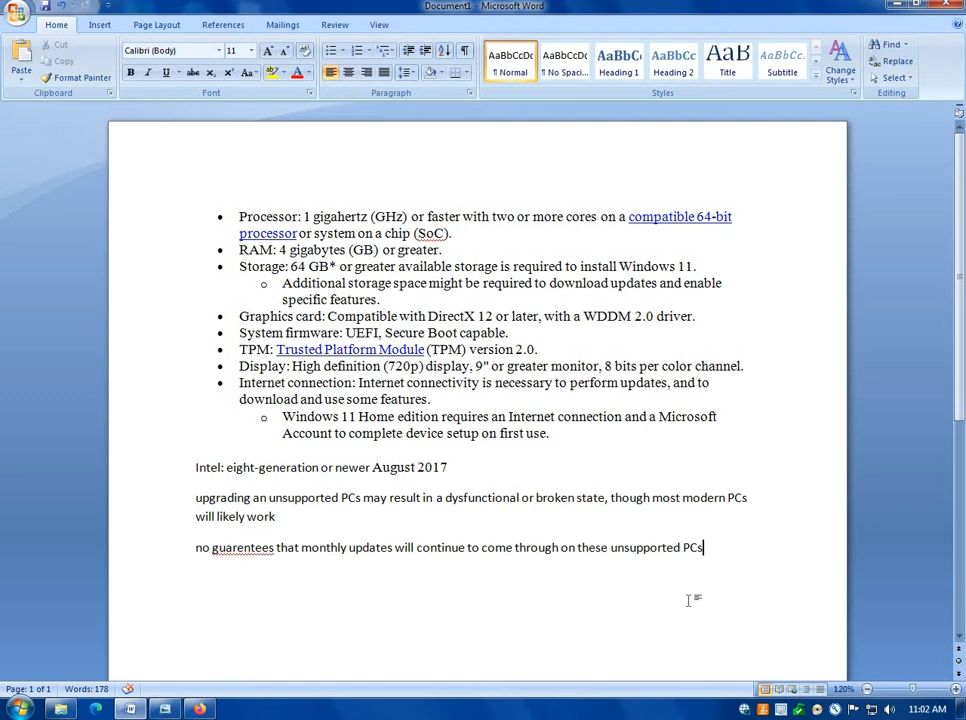 Document1 - Microsoft Word
Home Insert Page Layout References Mailings Review View
Paste Cut Copy Format Painter
Calibri (Body) 11
AaBbCcDc AaBbCcDc AaBbC AaBbCc AaB AaBbCc.
¶ Normal ¶ No Spaci... Heading 1 Heading 2 Title Subtitle
Change Styles
Find Replace Select
Clipboard Font Paragraph Styles Editing
• Processor: 1 gigahertz (GHz) or faster with two or more cores on a compatible 64-bit
processor or system on a chip (SoC).
• RAM: 4 gigabytes (GB) or greater.
• Storage: 64 GB* or greater available storage is required to install Windows 11.
o Additional storage space might be required to download updates and enable
specific features.
• Graphics card: Compatible with DirectX 12 or later, with a WDDM 2.0 driver.
• System firmware: UEFI, Secure Boot capable.
• TPM: Trusted Platform Module (TPM) version 2.0.
• Display: High definition (720p) display, 9" or greater monitor, 8 bits per color channel.
• Internet connection: Internet connectivity is necessary to perform updates, and to
download and use some features.
o Windows 11 Home edition requires an Internet connection and a Microsoft
Account to complete device setup on first use.
Intel: eight-generation or newer August 2017
upgrading an unsupported PCs may result in a dysfunctional or broken state, though most modern PCs
will likely work
no guarentees that monthly updates will continue to come through on these unsupported PCs
Page: 1 of 1 Words: 178 120%
11:02 AM